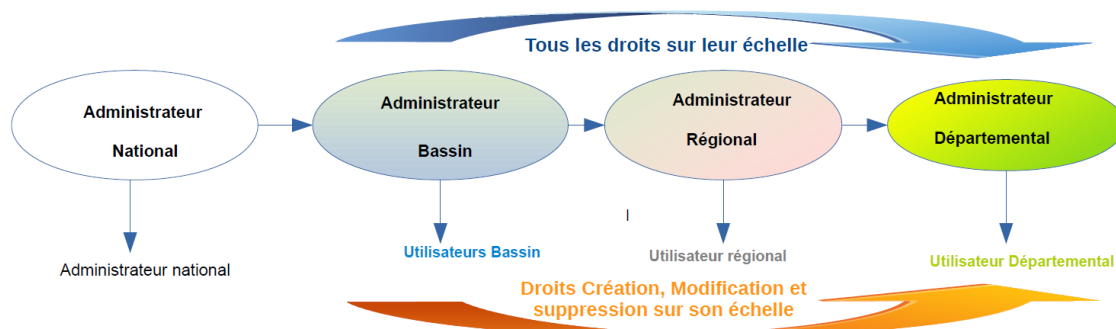 Tous les droits sur leur échelle
Administrateur
National
Administrateur
Bassin
Administrateur
Régional
Administrateur
Départemental
Administrateur national
Utilisateurs Bassin
Utilisateur régional
Utilisateur Départemental
Droits Création, Modification et
suppression sur son échelle